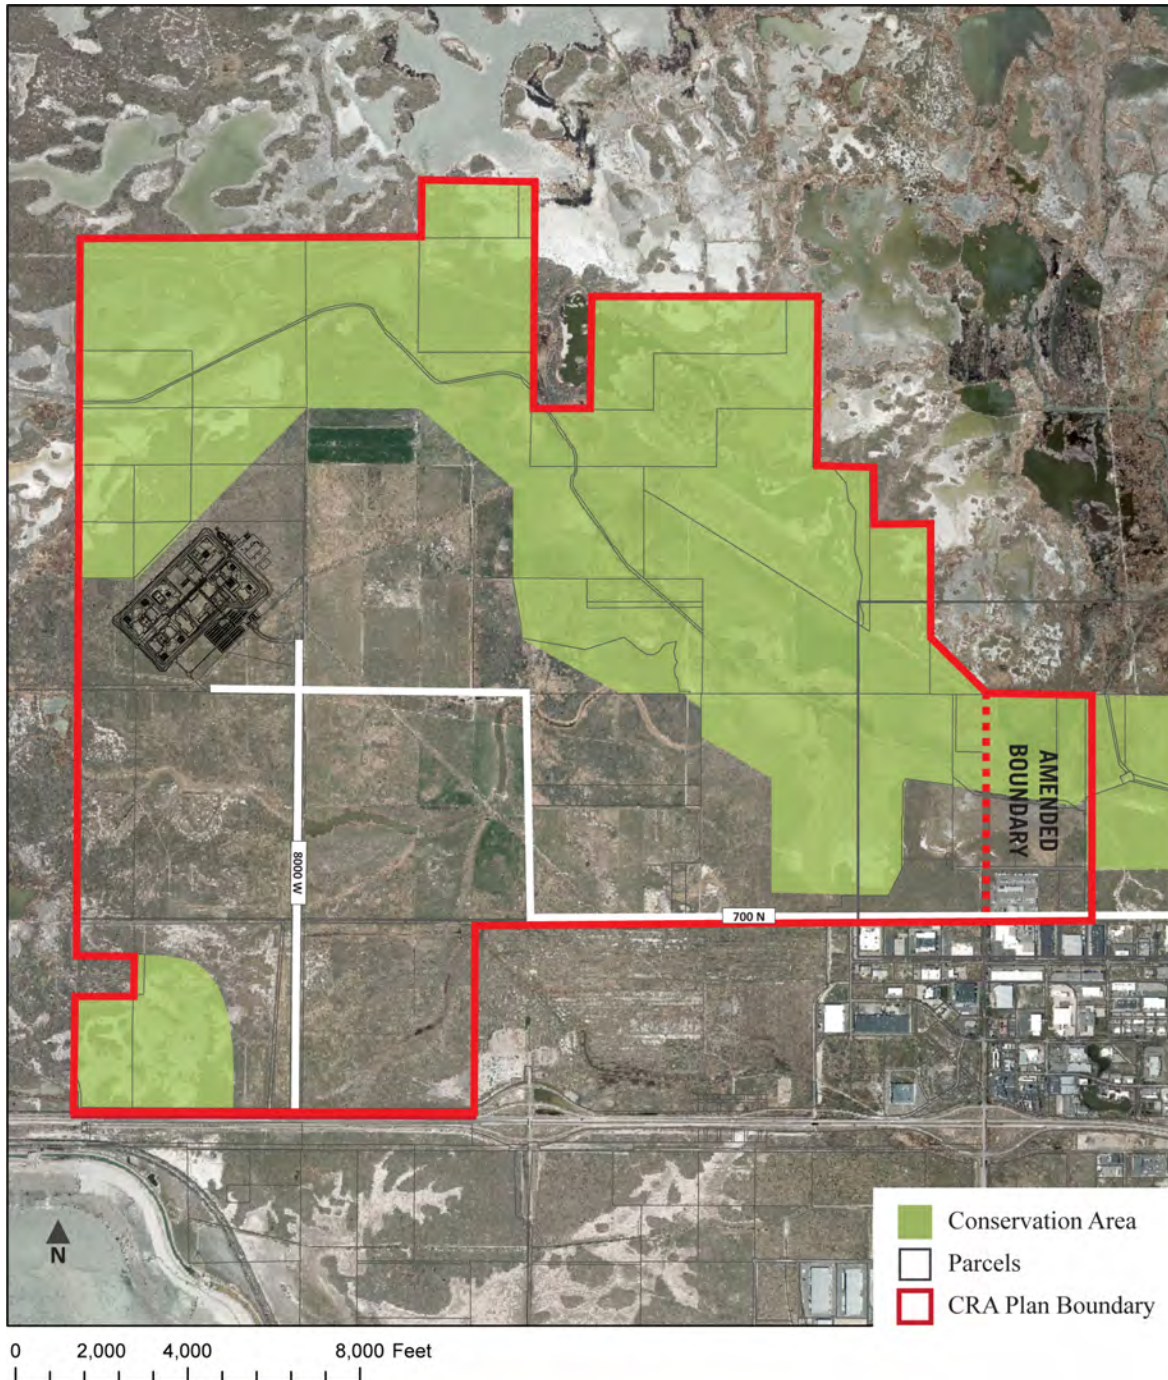 AMENDED
BOUNDARY
8000 W
700 N
Conservation Area
Parcels
CRA Plan Boundary
N
0 2,000 4,000 8,000 Feet